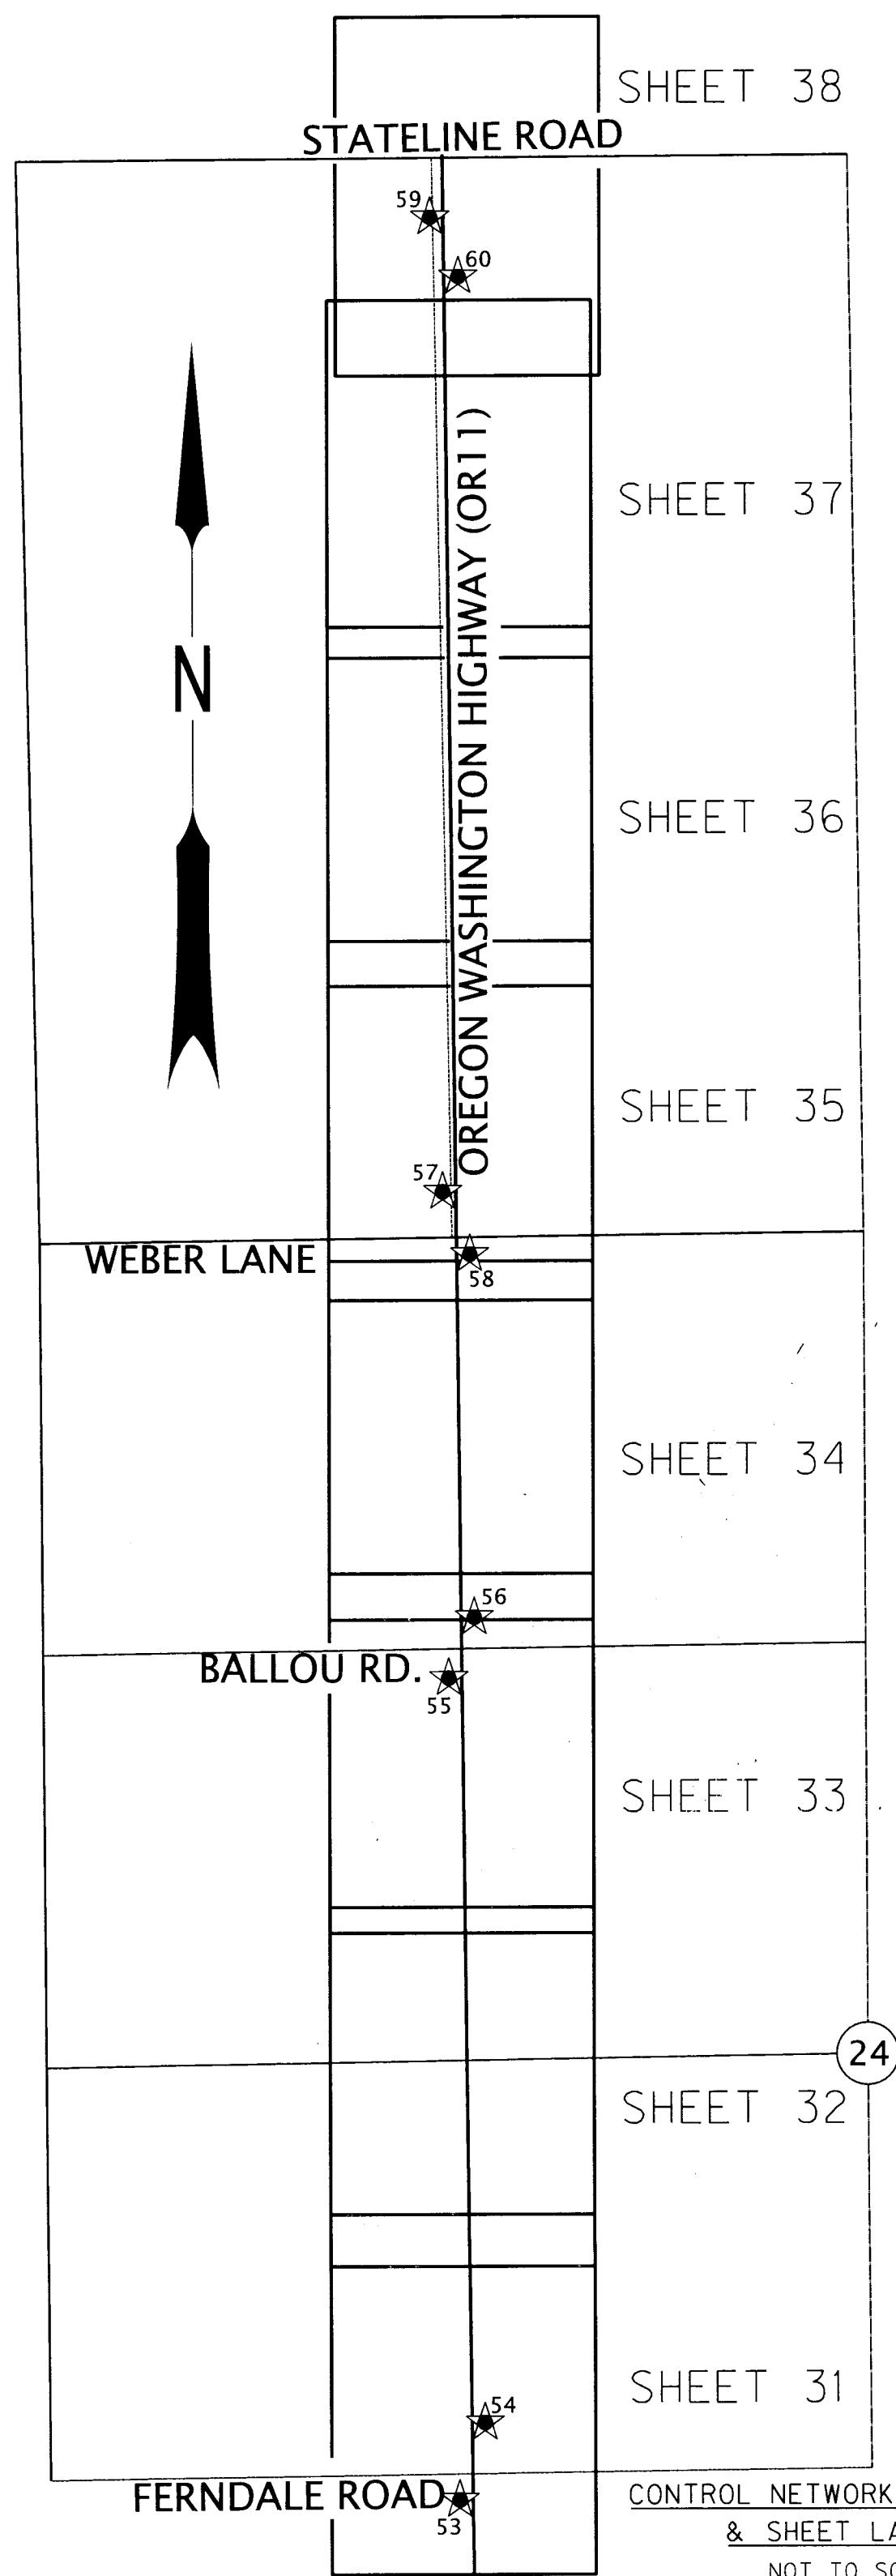 SHEET 38
STATELINE ROAD
59
60
SHEET 37
OREGON WASHINGTON HIGHWAY (OR11)
N
SHEET 36
SHEET 35
57
WEBER LANE
58
SHEET 34
56
BALLOU RD.
55
SHEET 33
24
SHEET 32
SHEET 31
54
FERNDALE ROAD
53
CONTROL NETWORK
& SHEET LA
NOT TO SC